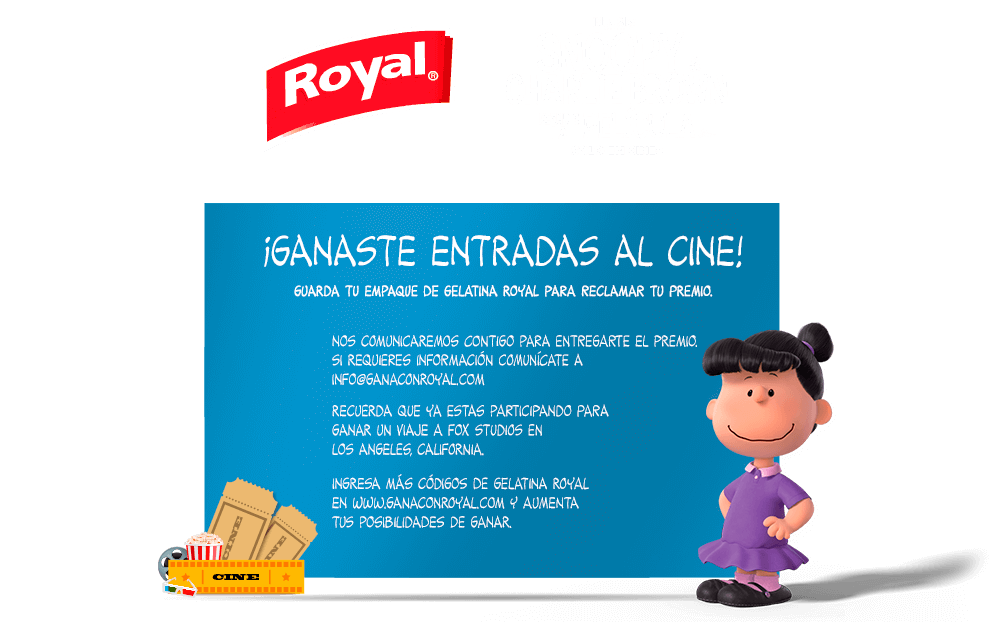 Royal®
¡GANASTE ENTRADAS AL CINE!
GUARDA TU EMPAQUE DE GELATINA ROYAL PARA RECLAMAR TU PREMIO.
NOS COMUNICAREMOS CONTIGO PARA ENTREGARTE EL PREMIO.
SI REQUIERES INFORMACIÓN COMUNÍCATE A
INFO@GANACONROYAL.COM
RECUERDA QUE YA ESTAS PARTICIPANDO PARA
GANAR UN VIAJE A FOX STUDIOS EN
LOS ANGELES, CALIFORNIA.
INGRESA MÁS CÓDIGOS DE GELATINA ROYAL
EN WWW.GANACONROYAL.COM Y AUMENTA
TUS POSIBILIDADES DE GANAR.
CINE
CINE
CINE